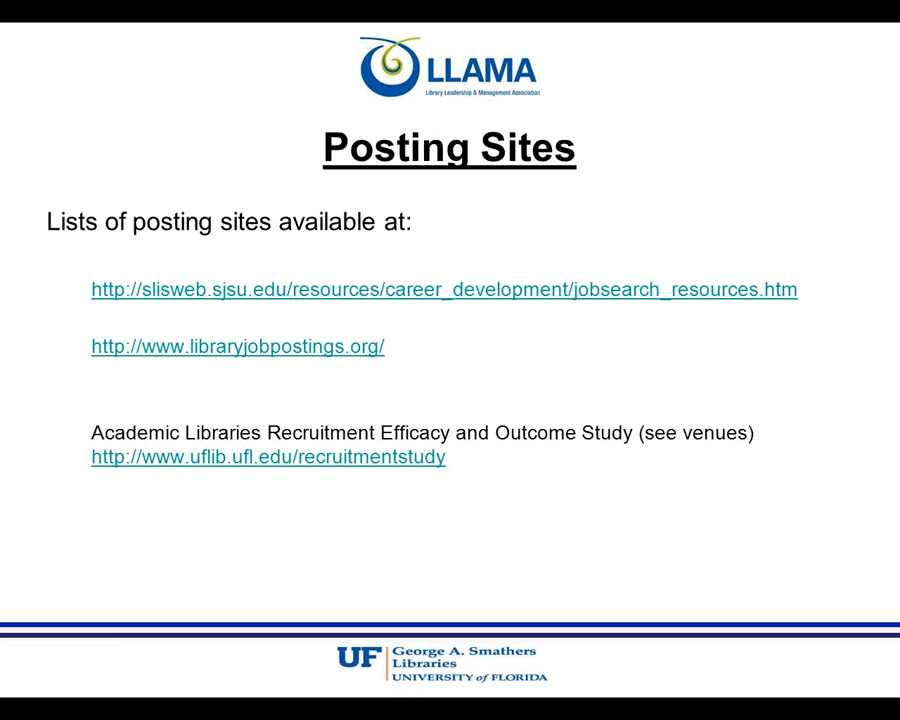 LLAMA
Library Leadership & Management Association
Posting Sites
Lists of posting sites available at:
http://slisweb.sjsu.edu/resources/career_development/jobsearch_resources.htm
http://www.libraryjobpostings.org/
Academic Libraries Recruitment Efficacy and Outcome Study (see venues)
http://www.uflib.ufl.edu/recruitmentstudy
UF George A. Smathers
Libraries
UNIVERSITY of FLORIDA